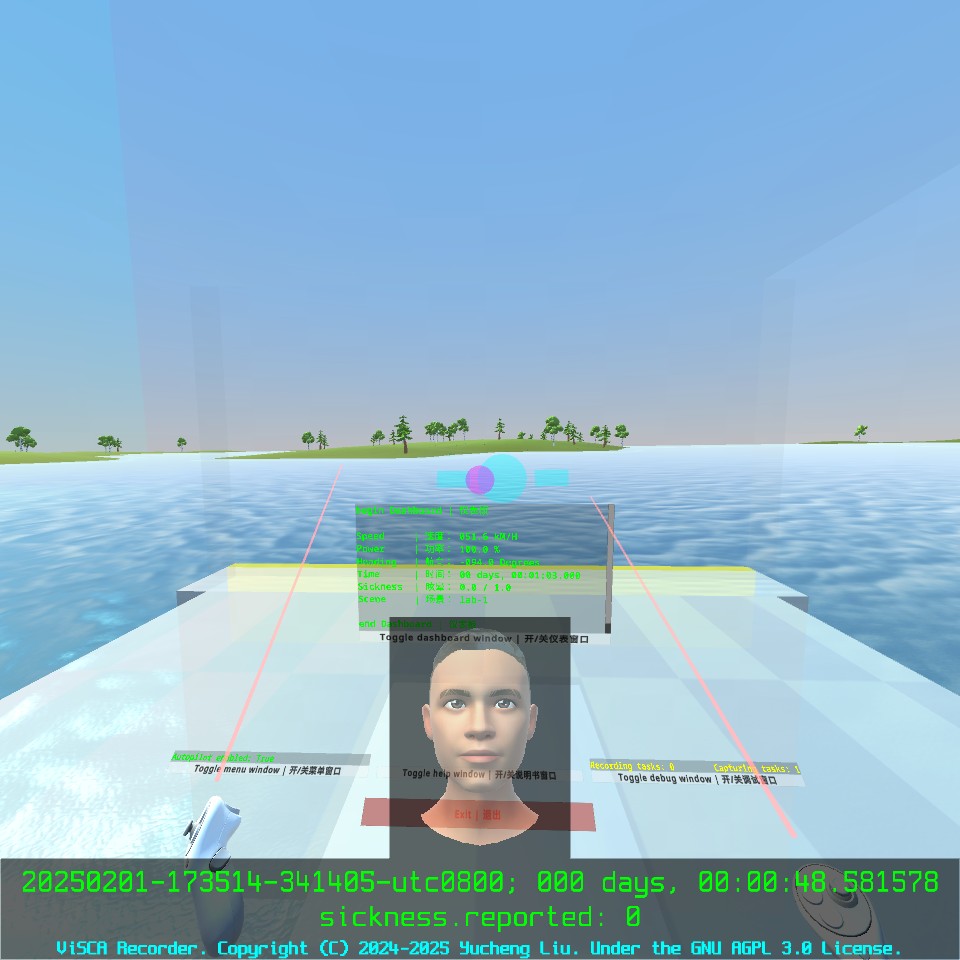 Speed | 速度： 051.6 kM/H
Power | 功率： 100.0 %
Time | 时间： 00 days, 00:01:03,000
Sickness | 眩晕： 0.0 / 1.0
Scene | 场景： lab-1
Toggle dashboard window | 开/关仪表窗口
Autopilot enabled: True
Toggle menu window | 开/关菜单窗口
Toggle help window | 开/关说明书窗口
Recording tasks: 0 Capturing tasks: 1
Toggle debug window | 开/关调试窗口
Exit | 退出
20250201-173514-341405-utc0800; 000 days, 00:00:48.581578
sickness.reported: 0
ViSCA Recorder. Copyright (C) 2024-2025 Yucheng Liu. Under the GNU AGPL 3.0 License.